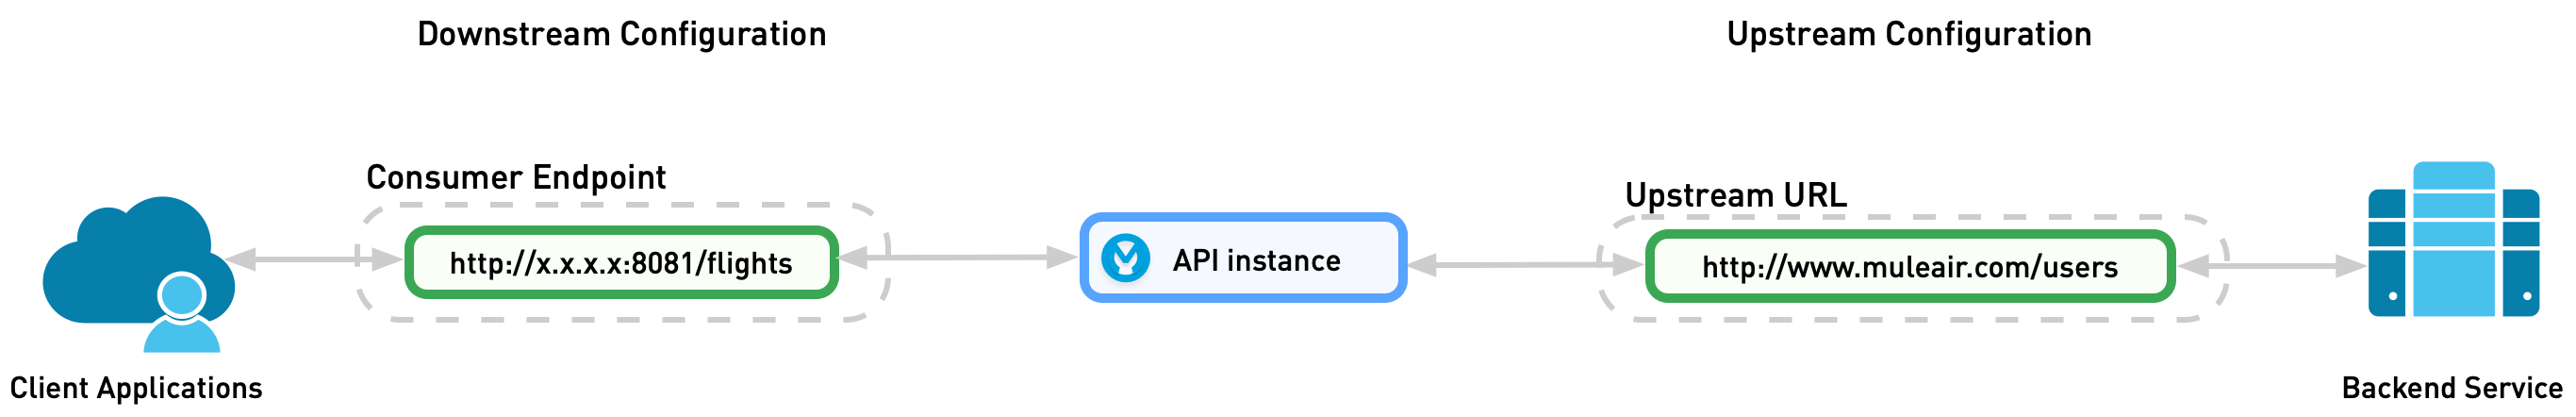 Downstream Configuration
Upstream Configuration
Consumer Endpoint
http://x.x.x.x:8081/flights
API instance
Upstream URL
http://www.muleair.com/users
Client Applications
Backend Service